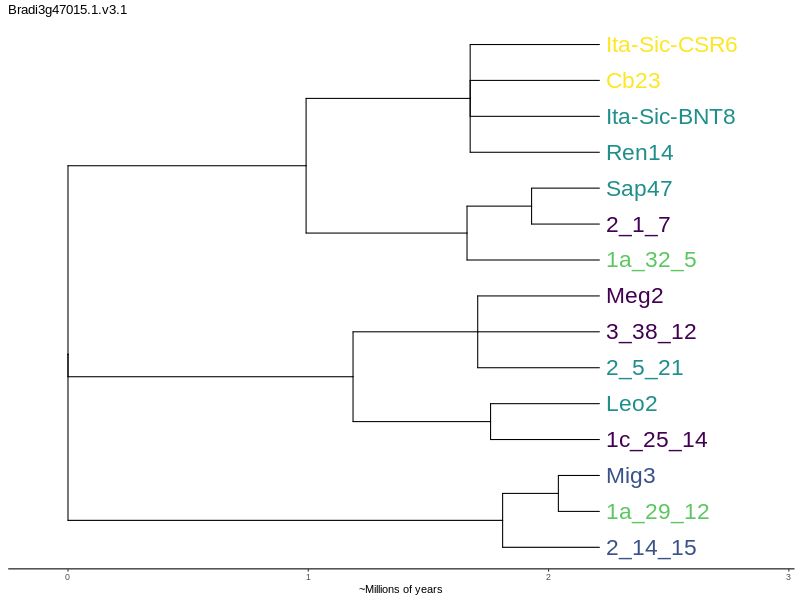 Bradi3g47015.1.v3.1
Ita-Sic-CSR6
Cb23
Ita-Sic-BNT8
Ren14
Sap47
2_1_7
1a_32_5
Meg2
3_38_12
2_5_21
Leo2
1c_25_14
Mig3
1a_29_12
2_14_15
0 1 2 3
~Millions of years